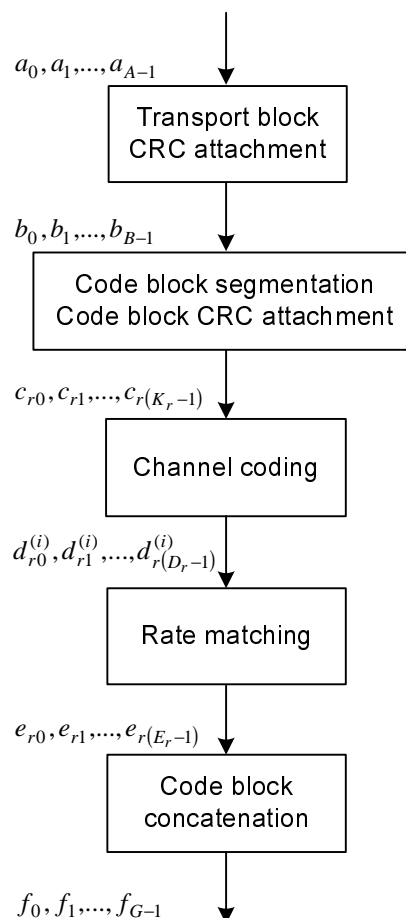 a_0, a_1,..., a_{A-1}
Transport block
CRC attachment
b_0, b_1,..., b_{B-1}
Code block segmentation
Code block CRC attachment
c_{r0}, c_{r1},..., c_{r(K_r-1)}
Channel coding
d_{r0}^{(i)}, d_{r1}^{(i)},..., d_{r(D_r-1)}^{(i)}
Rate matching
e_{r0}, e_{r1},..., e_{r(E_r-1)}
Code block
concatenation
f_0, f_1,..., f_{G-1}